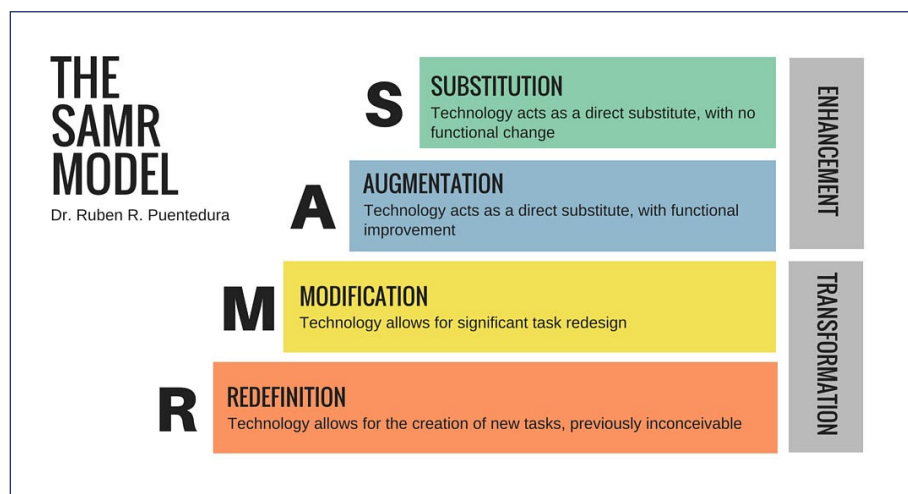 THE
SAMR
MODEL
Dr. Ruben R. Puentedura
S
SUBSTITUTION
Technology acts as a direct substitute, with no
functional change
A
AUGMENTATION
Technology acts as a direct substitute, with functional
improvement
ENHANCEMENT
M
MODIFICATION
Technology allows for significant task redesign
R
REDEFINITION
Technology allows for the creation of new tasks, previously inconceivable
TRANSFORMATION